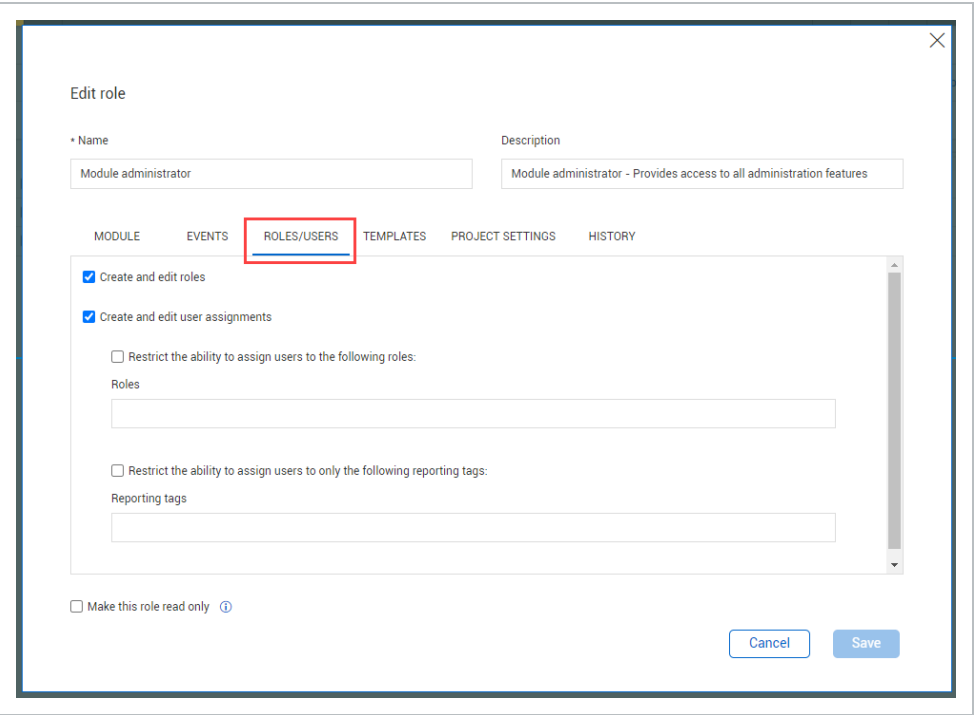 Edit role
* Name
Description
Module administrator
Module administrator - Provides access to all administration features
MODULE EVENTS ROLES/USERS TEMPLATES PROJECT SETTINGS HISTORY
Create and edit roles
Create and edit user assignments
Restrict the ability to assign users to the following roles:
Roles
Restrict the ability to assign users to only the following reporting tags:
Reporting tags
Make this role read only
Cancel Save